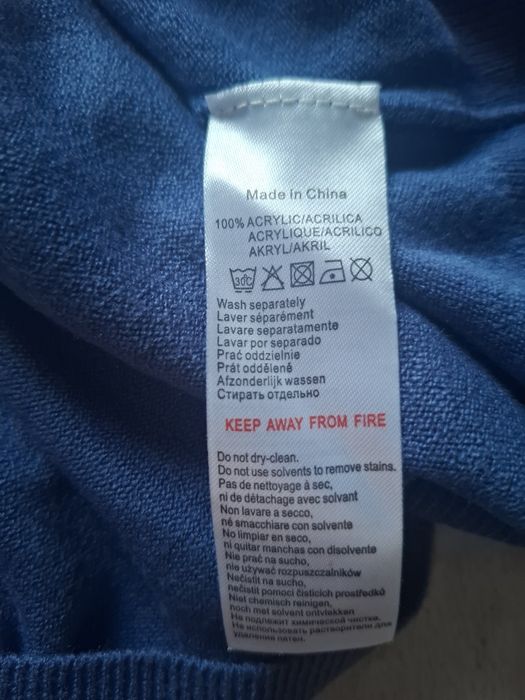 Made in China
100% ACRYLIC/ACRILICA
ACRYLIQUE/ACRILICO
AKRYL/AKRIL
30C
Wash separately
Laver séparément
Lavare separatamente
Lavar por separado
Prać oddzielnie
Prát odděleně
Afzonderlijk wassen
Стирать отдельно
KEEP AWAY FROM FIRE
Do not dry-clean.
Do not use solvents to remove stains.
Pas de nettoyage à sec,
ni de détachage avec solvant
Non lavare a secco,
né smacchiare con solvente
No limpiar en seco,
ni quitar manchas con disolvente
Nie prać na sucho,
nie używać rozpuszczalników
Nečistit na sucho,
nečistit pomocí čisticích prostředků
Niet chemisch reinigen,
noch met solvent ontvlekken
Не подлежит химической чистке.
Не использовать растворители для
удаления пятен.